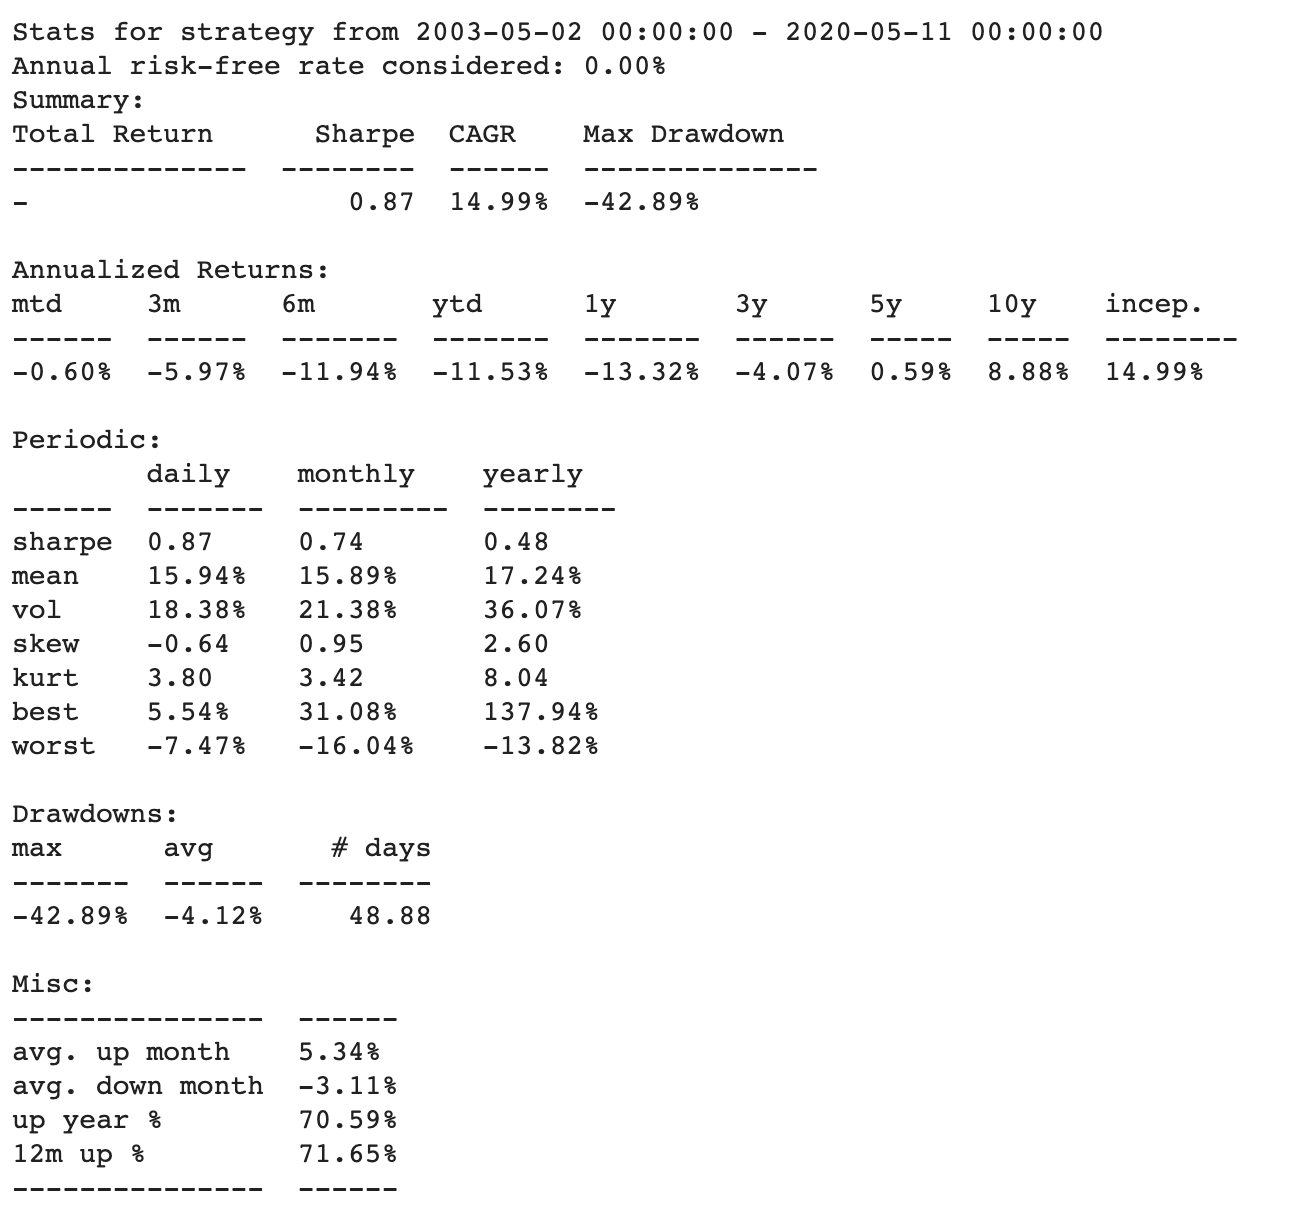 Stats for strategy from 2003-05-02 00:00:00 - 2020-05-11 00:00:00
Annual risk-free rate considered: 0.00%
Summary:
Total Return      Sharpe  CAGR    Max Drawdown
--------------  --------  ------  --------------
-                   0.87  14.99%  -42.89%

Annualized Returns:
mtd     3m      6m       ytd      1y       3y      5y     10y    incep.
------  ------  -------  -------  -------  ------  -----  -----  --------
-0.60%  -5.97%  -11.94%  -11.53%  -13.32%  -4.07%  0.59%  8.88%  14.99%

Periodic:
        daily    monthly    yearly
------  -------  ---------  --------
sharpe  0.87     0.74       0.48
mean    15.94%   15.89%     17.24%
vol     18.38%   21.38%     36.07%
skew    -0.64    0.95       2.60
kurt    3.80     3.42       8.04
best    5.54%    31.08%     137.94%
worst   -7.47%   -16.04%    -13.82%

Drawdowns:
max      avg       # days
-------  ------  --------
-42.89%  -4.12%     48.88

Misc:
---------------  ------
avg. up month    5.34%
avg. down month  -3.11%
up year %        70.59%
12m up %         71.65%
---------------  ------